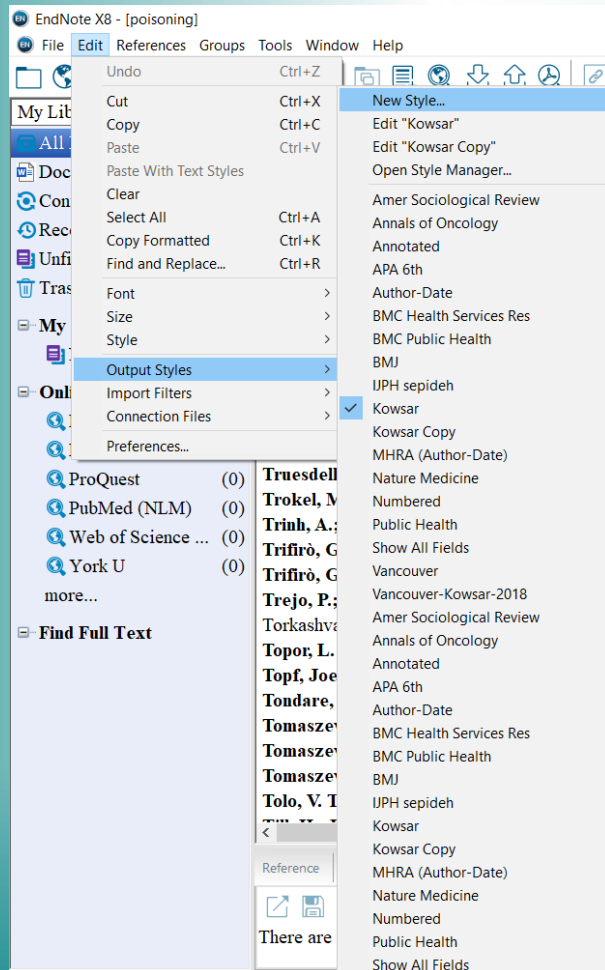 EndNote X8 - [poisoning]
File Edit References Groups Tools Window Help
My Lib
All
Doc
Con
Rec
Unfi
Tras
My
Onli
ProQuest (0)
PubMed (NLM) (0)
Web of Science ... (0)
York U (0)
more...
Find Full Text
Undo Ctrl+Z
Cut Ctrl+X
Copy Ctrl+C
Paste Ctrl+V
Paste With Text Styles
Clear
Select All Ctrl+A
Copy Formatted Ctrl+K
Find and Replace... Ctrl+R
Font
Size
Style
Output Styles
Import Filters
Connection Files
Preferences...
Truesdell
Trokel, M
Trinh, A.;
Trifirò, G
Trifirò, G
Trejo, P.;
Torkashva
Topor, L.
Topf, Joe
Tondare,
Tomaszev
Tomaszev
Tomaszev
Tolo, V. T
Reference
There are
New Style...
Edit "Kowsar"
Edit "Kowsar Copy"
Open Style Manager...
Amer Sociological Review
Annals of Oncology
Annotated
APA 6th
Author-Date
BMC Health Services Res
BMC Public Health
BMJ
IJPH sepideh
Kowsar
Kowsar Copy
MHRA (Author-Date)
Nature Medicine
Numbered
Public Health
Show All Fields
Vancouver
Vancouver-Kowsar-2018
Amer Sociological Review
Annals of Oncology
Annotated
APA 6th
Author-Date
BMC Health Services Res
BMC Public Health
BMJ
IJPH sepideh
Kowsar
Kowsar Copy
MHRA (Author-Date)
Nature Medicine
Numbered
Public Health
Show All Fields